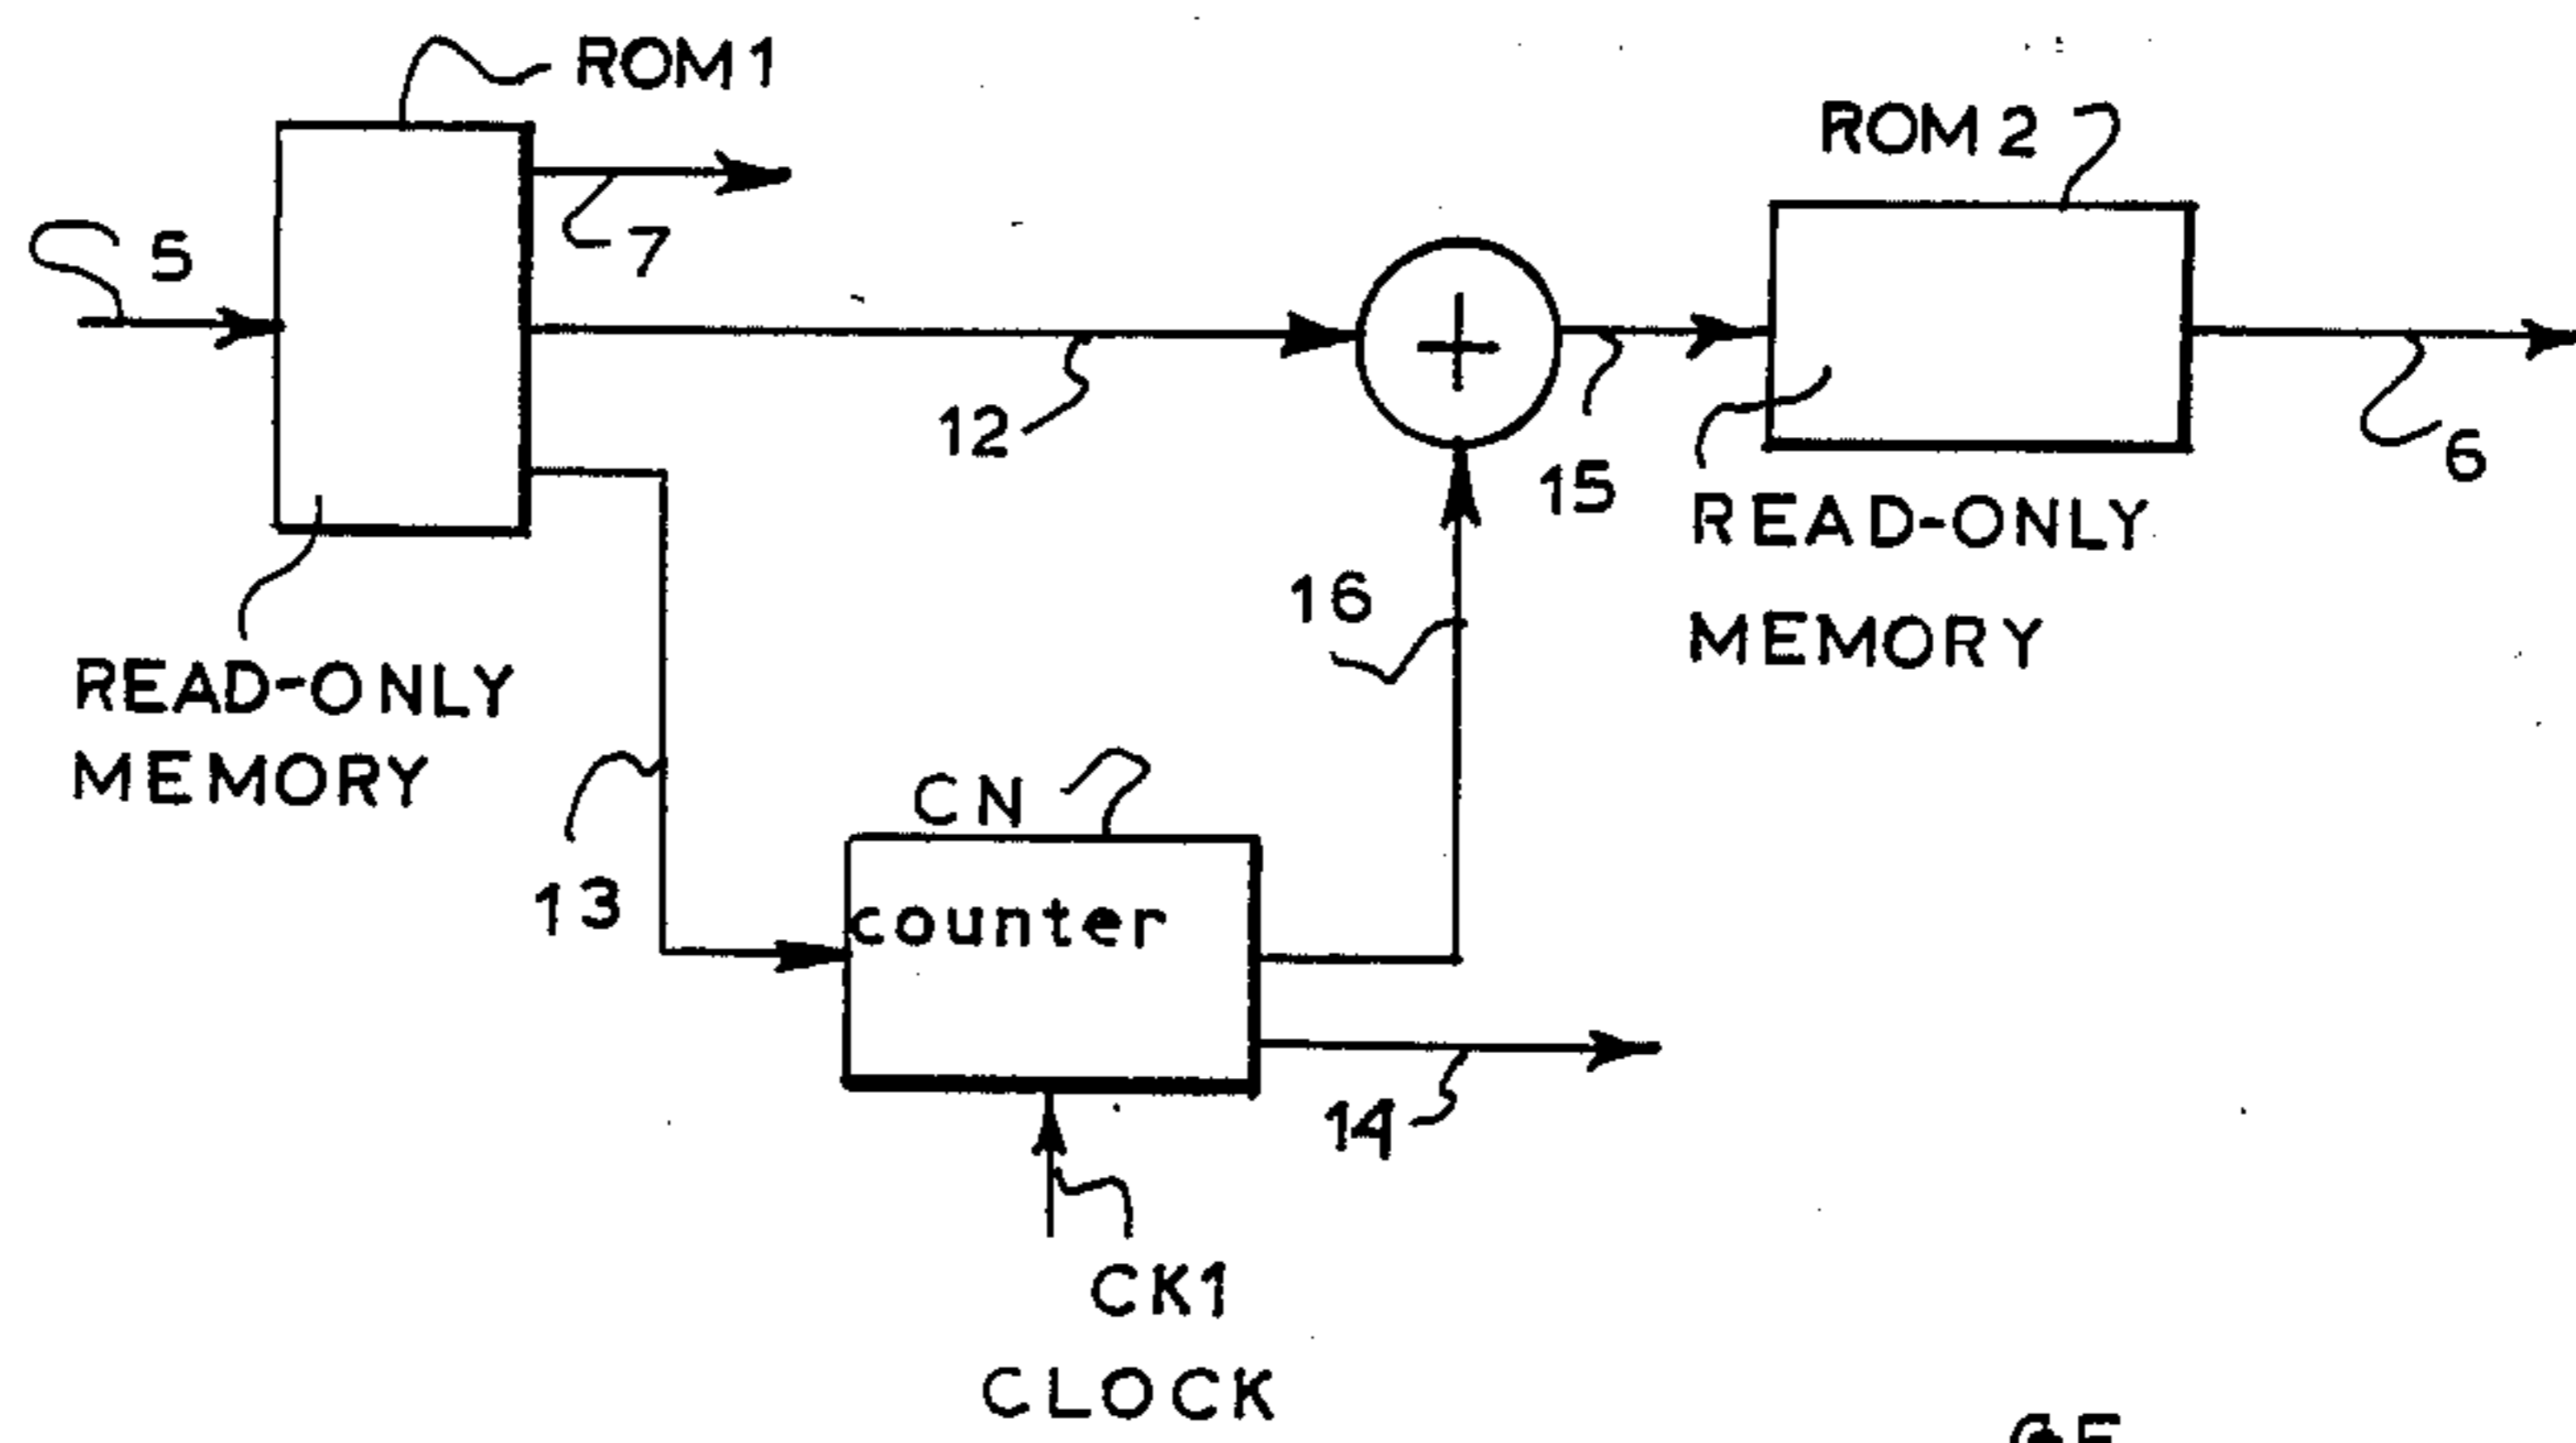 ROM1
ROM 2
5
7
12
15
6
READ-ONLY
MEMORY
16
READ-ONLY
MEMORY
CN
13
counter
14
CK1
CLOCK